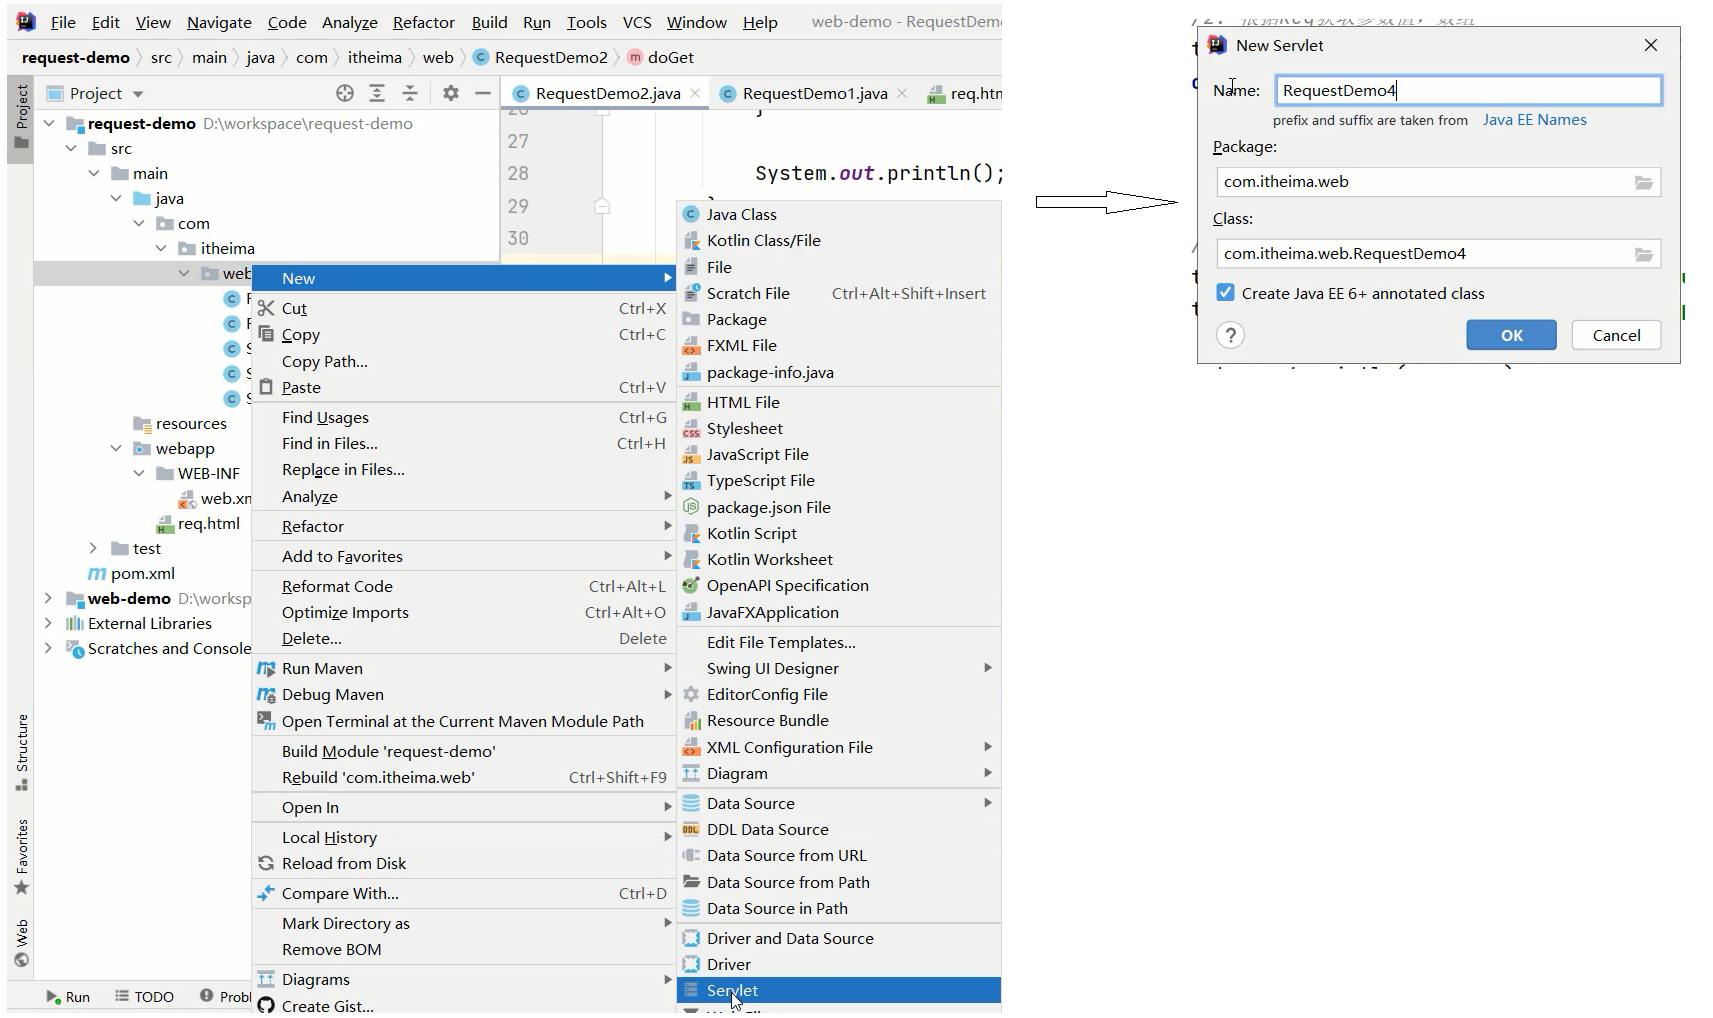 File Edit View Navigate Code Analyze Refactor Build Run Tools VCS Window Help web-demo - RequestDemo
request-demo src main java com itheima web RequestDemo2 doGet
Project
Project
RequestDemo2.java
RequestDemo1.java
request-demo D:\workspace\request-demo
src
main
java
com
itheima
web
resources
webapp
WEB-INF
req.html
test
pom.xml
web-demo
External Libraries
Scratches and Console
Structure
Favorites
Web
Run
TODO
27
28 System.out.println();
29
30
New
Cut Ctrl+X
Copy Ctrl+C
Copy Path...
Paste Ctrl+V
Find Usages Ctrl+G
Find in Files... Ctrl+H
Replace in Files...
Analyze
Refactor
Add to Favorites
Reformat Code Ctrl+Alt+L
Optimize Imports Ctrl+Alt+O
Delete... Delete
Run Maven
Debug Maven
Open Terminal at the Current Maven Module Path
Build Module 'request-demo'
Rebuild 'com.itheima.web' Ctrl+Shift+F9
Open In
Local History
Reload from Disk
Compare With... Ctrl+D
Mark Directory as
Remove BOM
Diagrams
Create Gist...
Java Class
Kotlin Class/File
File
Scratch File Ctrl+Alt+Shift+Insert
Package
FXML File
package-info.java
HTML File
Stylesheet
JavaScript File
TypeScript File
package.json File
Kotlin Script
Kotlin Worksheet
OpenAPI Specification
JavaFXApplication
Edit File Templates...
Swing UI Designer
EditorConfig File
Resource Bundle
XML Configuration File
Diagram
Data Source
DDL Data Source
Data Source from URL
Data Source from Path
Data Source in Path
Driver and Data Source
Driver
Servlet
New Servlet
Name: RequestDemo4
prefix and suffix are taken from Java EE Names
Package:
com.itheima.web
Class:
com.itheima.web.RequestDemo4
Create Java EE 6+ annotated class
? OK Cancel